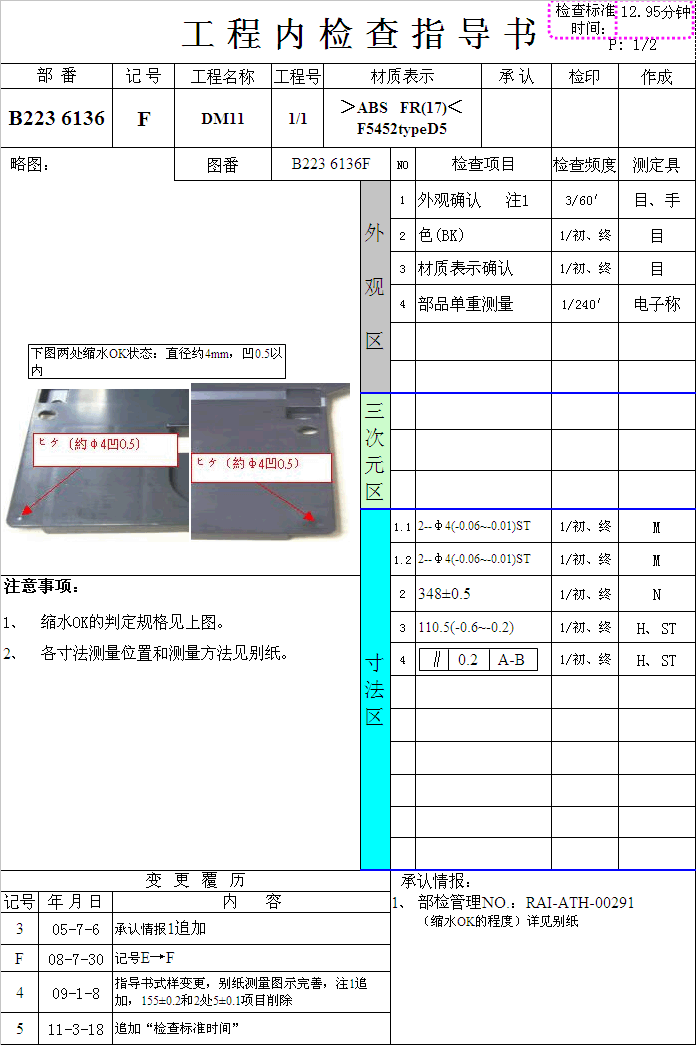 工程内检查指导书
检查标准 12.95分钟
时间:
P: 1/2
部 番 记 号 工程名称 工程号 材质表示 承 认 检印 作成
B223 6136 F DM11 1/1 ＞ABS FR(17)＜
F5452typeD5
略图: 图番 B223 6136F NO 检查项目 检查频度 测定具
外观区
1 外观确认 注1 3/60′ 目、手
2 色(BK) 1/初、终 目
3 材质表示确认 1/初、终 目
4 部品单重测量 1/240′ 电子称
下图两处缩水OK状态：直径约4mm，凹0.5以
内
ヒケ（約φ4凹0.5）
ヒケ（約φ4凹0.5）
三次元区
寸法区
1.1 2--φ4(-0.06~-0.01)ST 1/初、终 M
1.2 2--φ4(-0.06~-0.01)ST 1/初、终 M
2 348±0.5 1/初、终 N
3 110.5(-0.6~-0.2) 1/初、终 H、ST
4 ∥ 0.2 A-B 1/初、终 H、ST
注意事项：
1、 缩水OK的判定规格见上图。
2、 各寸法测量位置和测量方法见别纸。
变 更 覆 历
记号 年 月 日 内 容
3 05-7-6 承认情报1追加
F 08-7-30 记号E→F
4 09-1-8 指导书式样变更，别纸测量图示完善，注1追
加，155±0.2和2处5±0.1项目削除
5 11-3-18 追加“检查标准时间”
承认情报：
1、部检管理NO.：RAI-ATH-00291
（缩水OK的程度）详见别纸